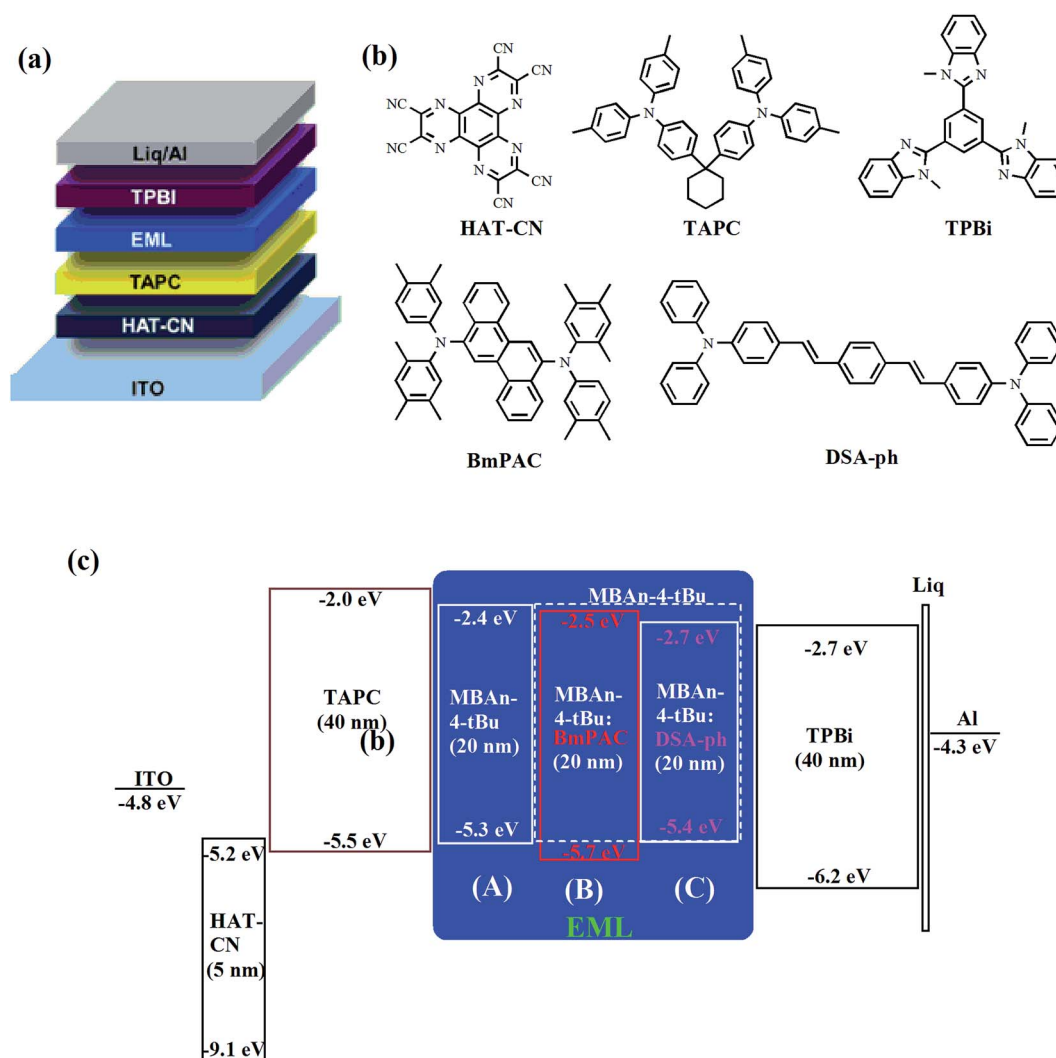 (a)
Liq/Al
TPBI
EML
TAPC
HAT-CN
ITO
(b)
CN
CN
N
N
CN
NC
N
N
NC
N
N
CN
CN
HAT-CN
N
N
TAPC
N
N
N
N
N
N
TPBi
N
N
BmPAC
N
N
DSA-ph
(c)
ITO
-4.8 eV
-5.2 eV
HAT-
CN
(5 nm)
-9.1 eV
-2.0 eV
TAPC
(40 nm)
(b)
-5.5 eV
MBAn-4-tBu
-2.4 eV
MBAn-
4-tBu
(20 nm)
-5.3 eV
(A)
-2.5 eV
MBAn-
4-tBu:
BmPAC
(20 nm)
-5.7 eV
(B)
-2.7 eV
MBAn-
4-tBu:
DSA-ph
(20 nm)
-5.4 eV
(C)
EML
-2.7 eV
TPBi
(40 nm)
-6.2 eV
Liq
Al
-4.3 eV